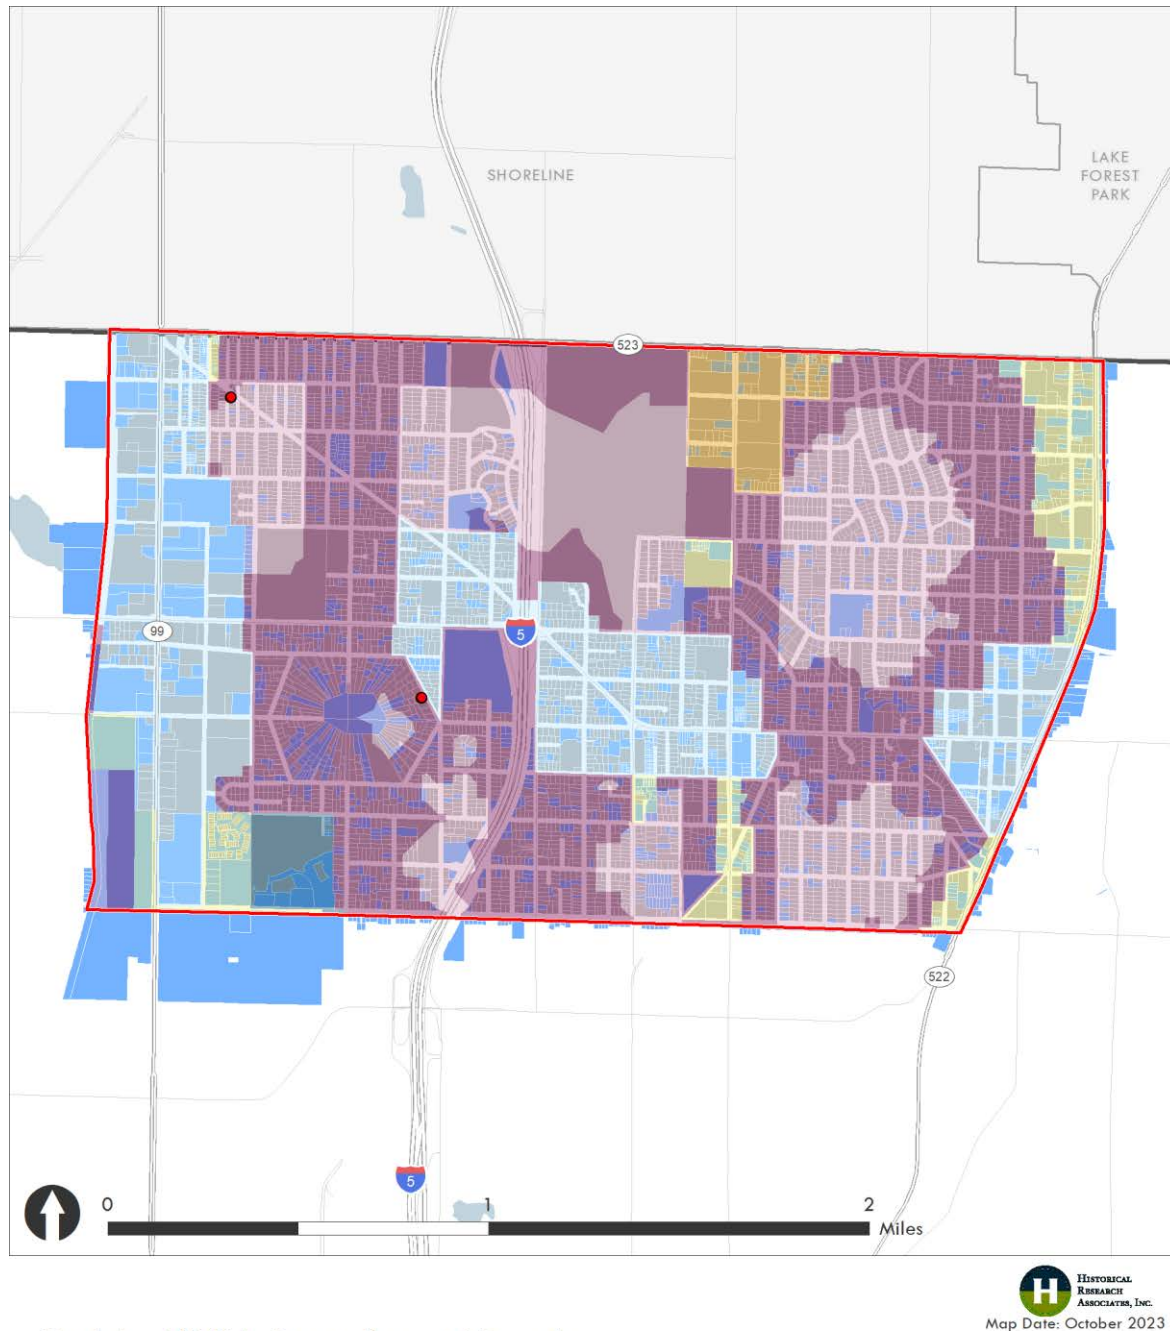 SHORELINE
LAKE
FOREST
PARK
523
99
5
522
5
0 1 2
Miles
H
HISTORICAL
RESEARCH
ASSOCIATES, INC.
Map Date: October 2023